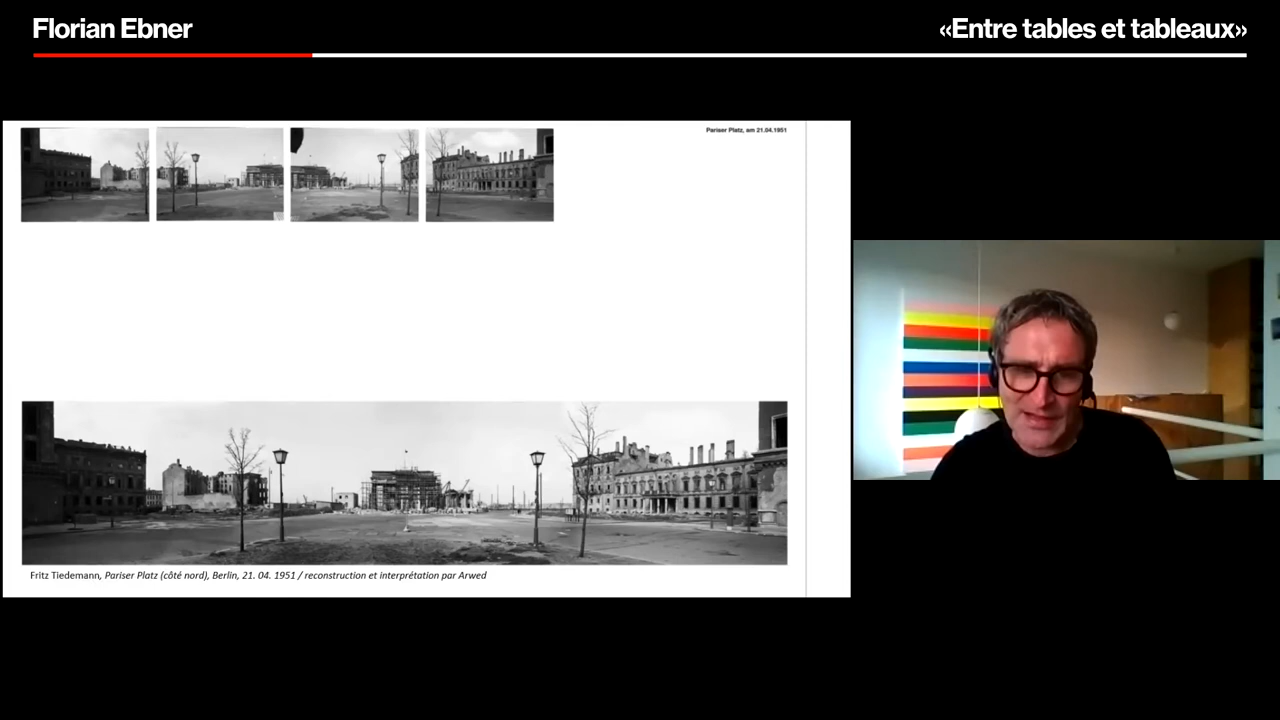 Florian Ebner
«Entre tables et tableaux»
Pariser Platz, am 21.04.1951
Fritz Tiedemann, Pariser Platz (côté nord), Berlin, 21. 04. 1951 / reconstruction et interprétation par Arwed